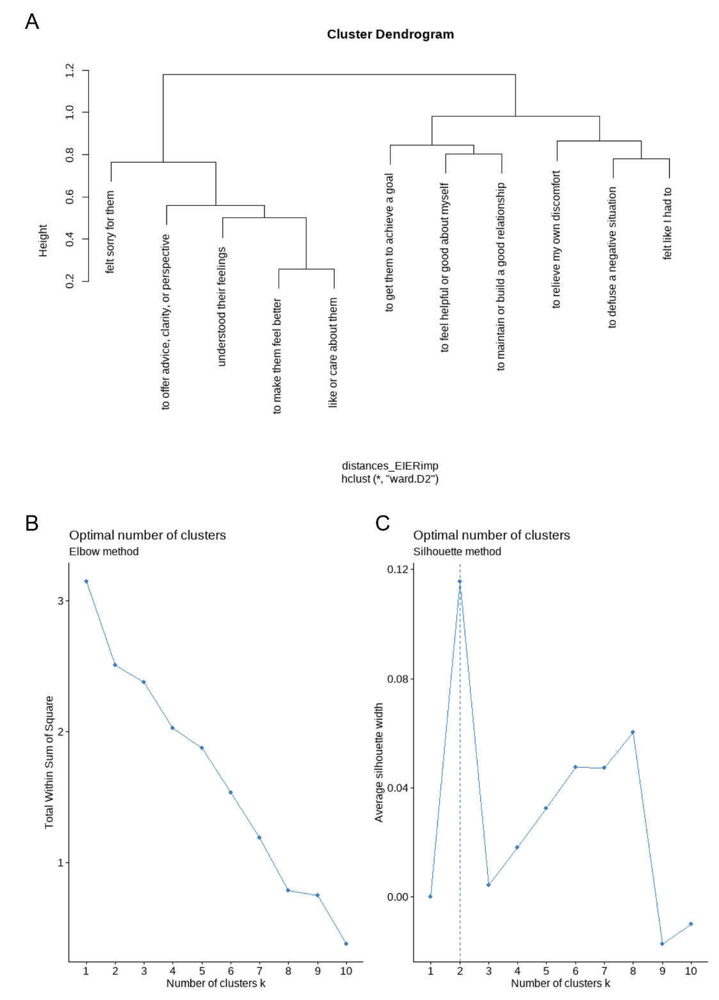 A
Cluster Dendrogram
Height
1.2
1.0
0.8
0.6
0.4
0.2
felt sorry for them
to offer advice, clarity, or perspective
understood their feelings
to make them feel better
like or care about them
to get them to achieve a goal
to feel helpful or good about myself
to maintain or build a good relationship
to relieve my own discomfort
to defuse a negative situation
felt like I had to
distances_EIERimp
hclust (*, "ward.D2")
B
Optimal number of clusters
Elbow method
Total Within Sum of Square
3
2
1
1 2 3 4 5 6 7 8 9 10
Number of clusters k
C
Optimal number of clusters
Silhouette method
Average silhouette width
0.12
0.08
0.04
0.00
1 2 3 4 5 6 7 8 9 10
Number of clusters k